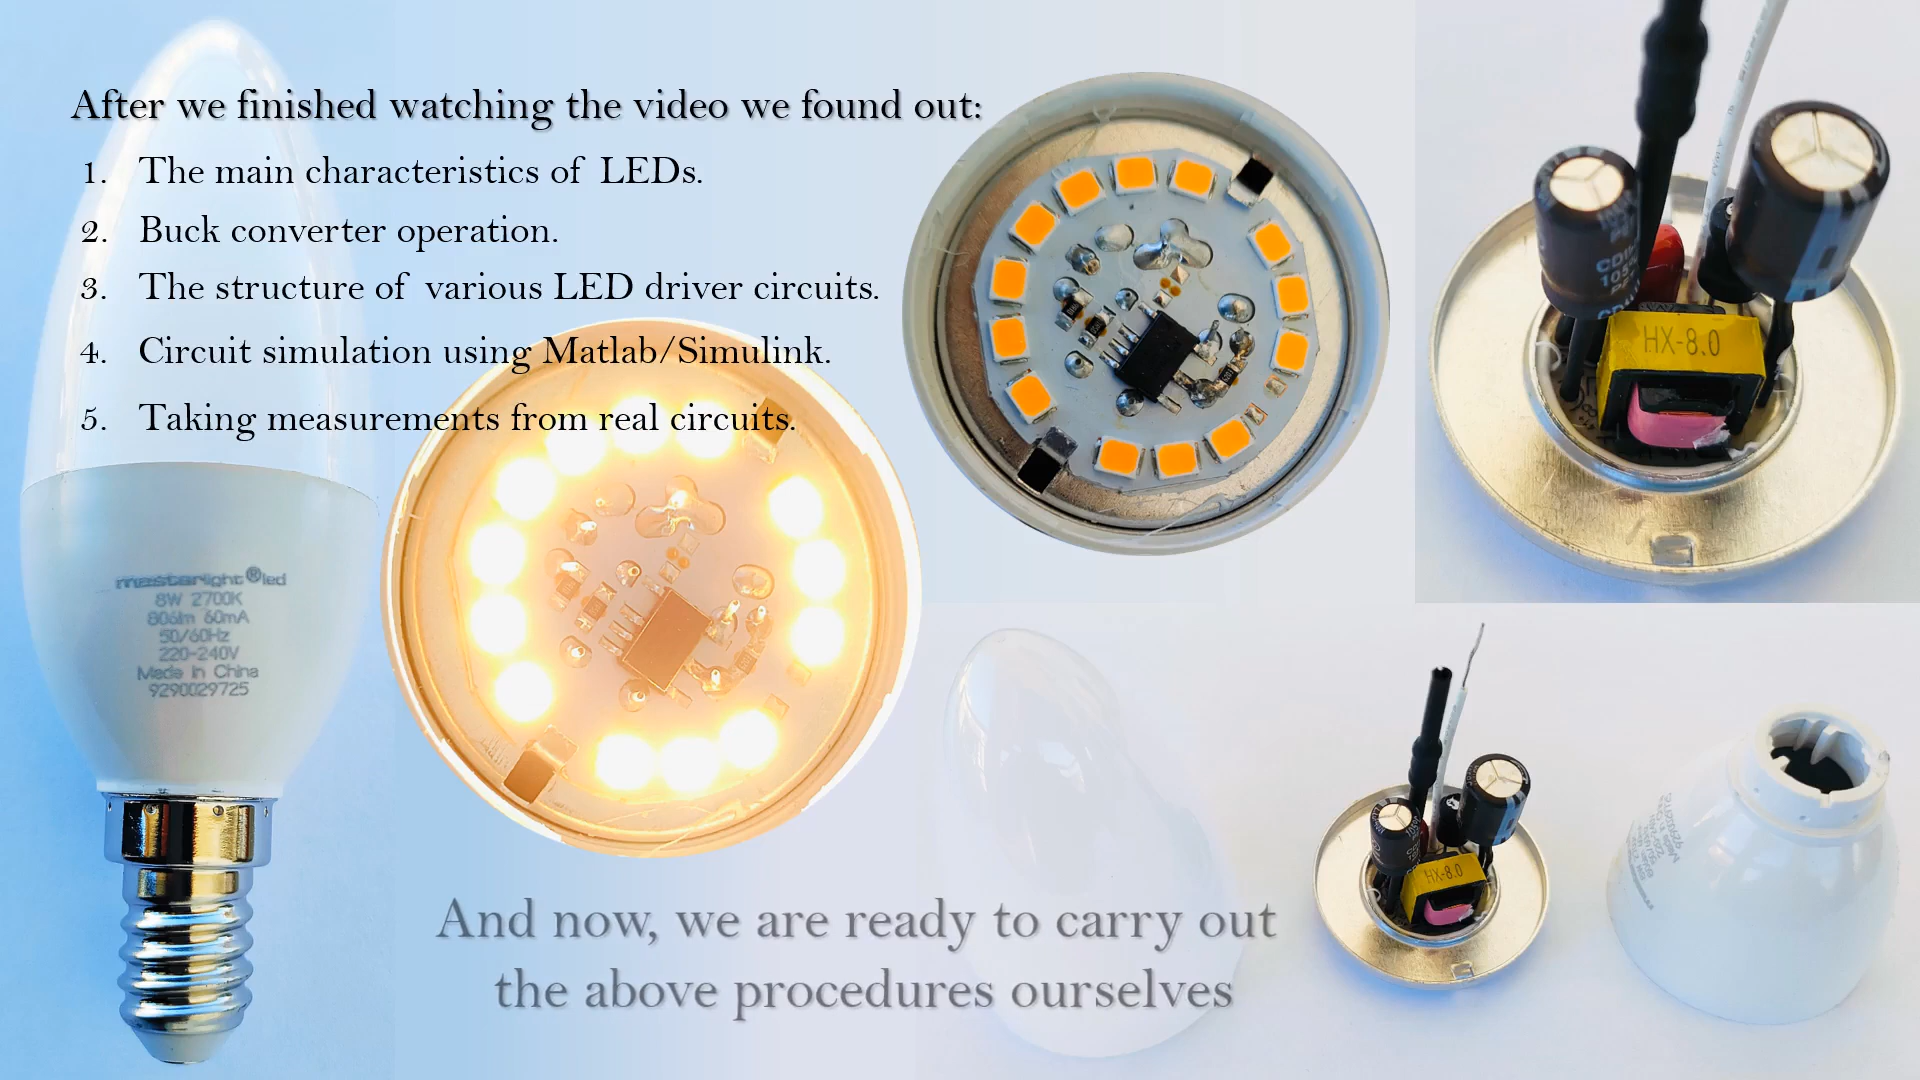 After we finished watching the video we found out:
1. The main characteristics of LEDs.
2. Buck converter operation.
3. The structure of various LED driver circuits.
4. Circuit simulation using Matlab/Simulink.
5. Taking measurements from real circuits.
masterlight®led
8W 2700K
806lm 60mA
50/60Hz
220-240V
Made in China
9290029725
HX-8.0
HX-8.0
And now, we are ready to carry out
the above procedures ourselves